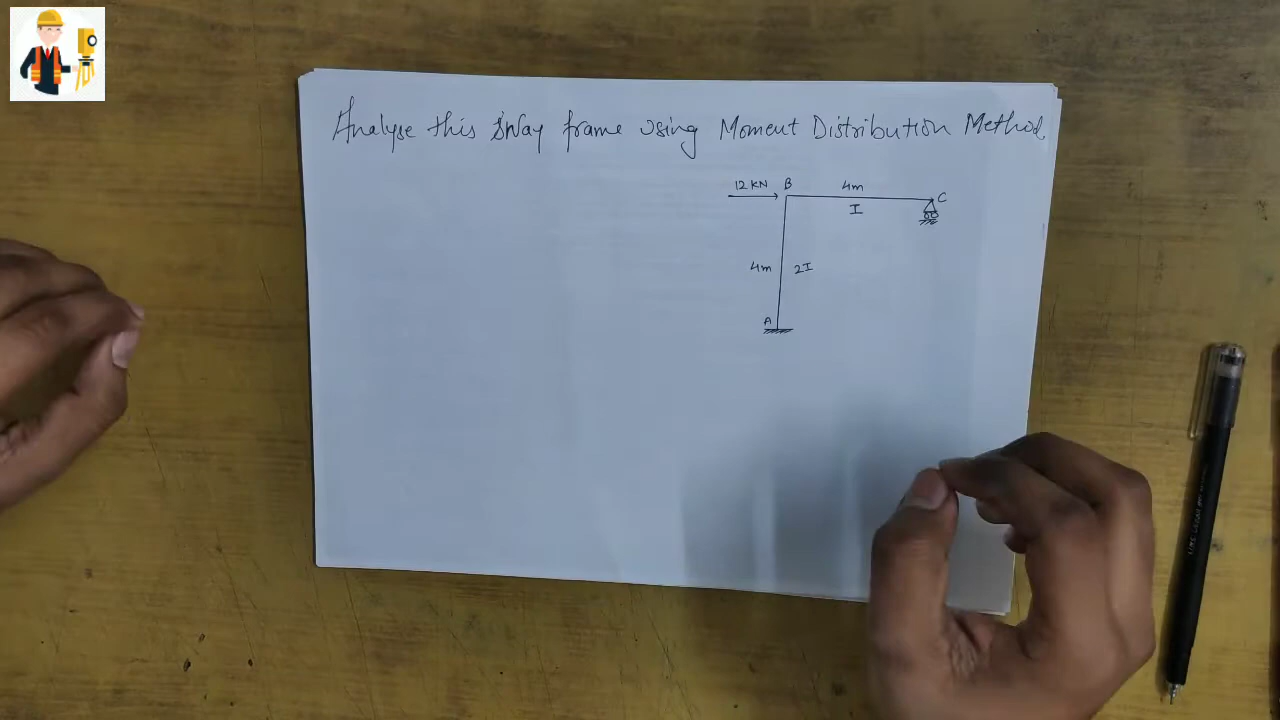 Analyse this sway frame using Moment Distribution Method.
12 KN B 4m
C
I
4m 2I
A